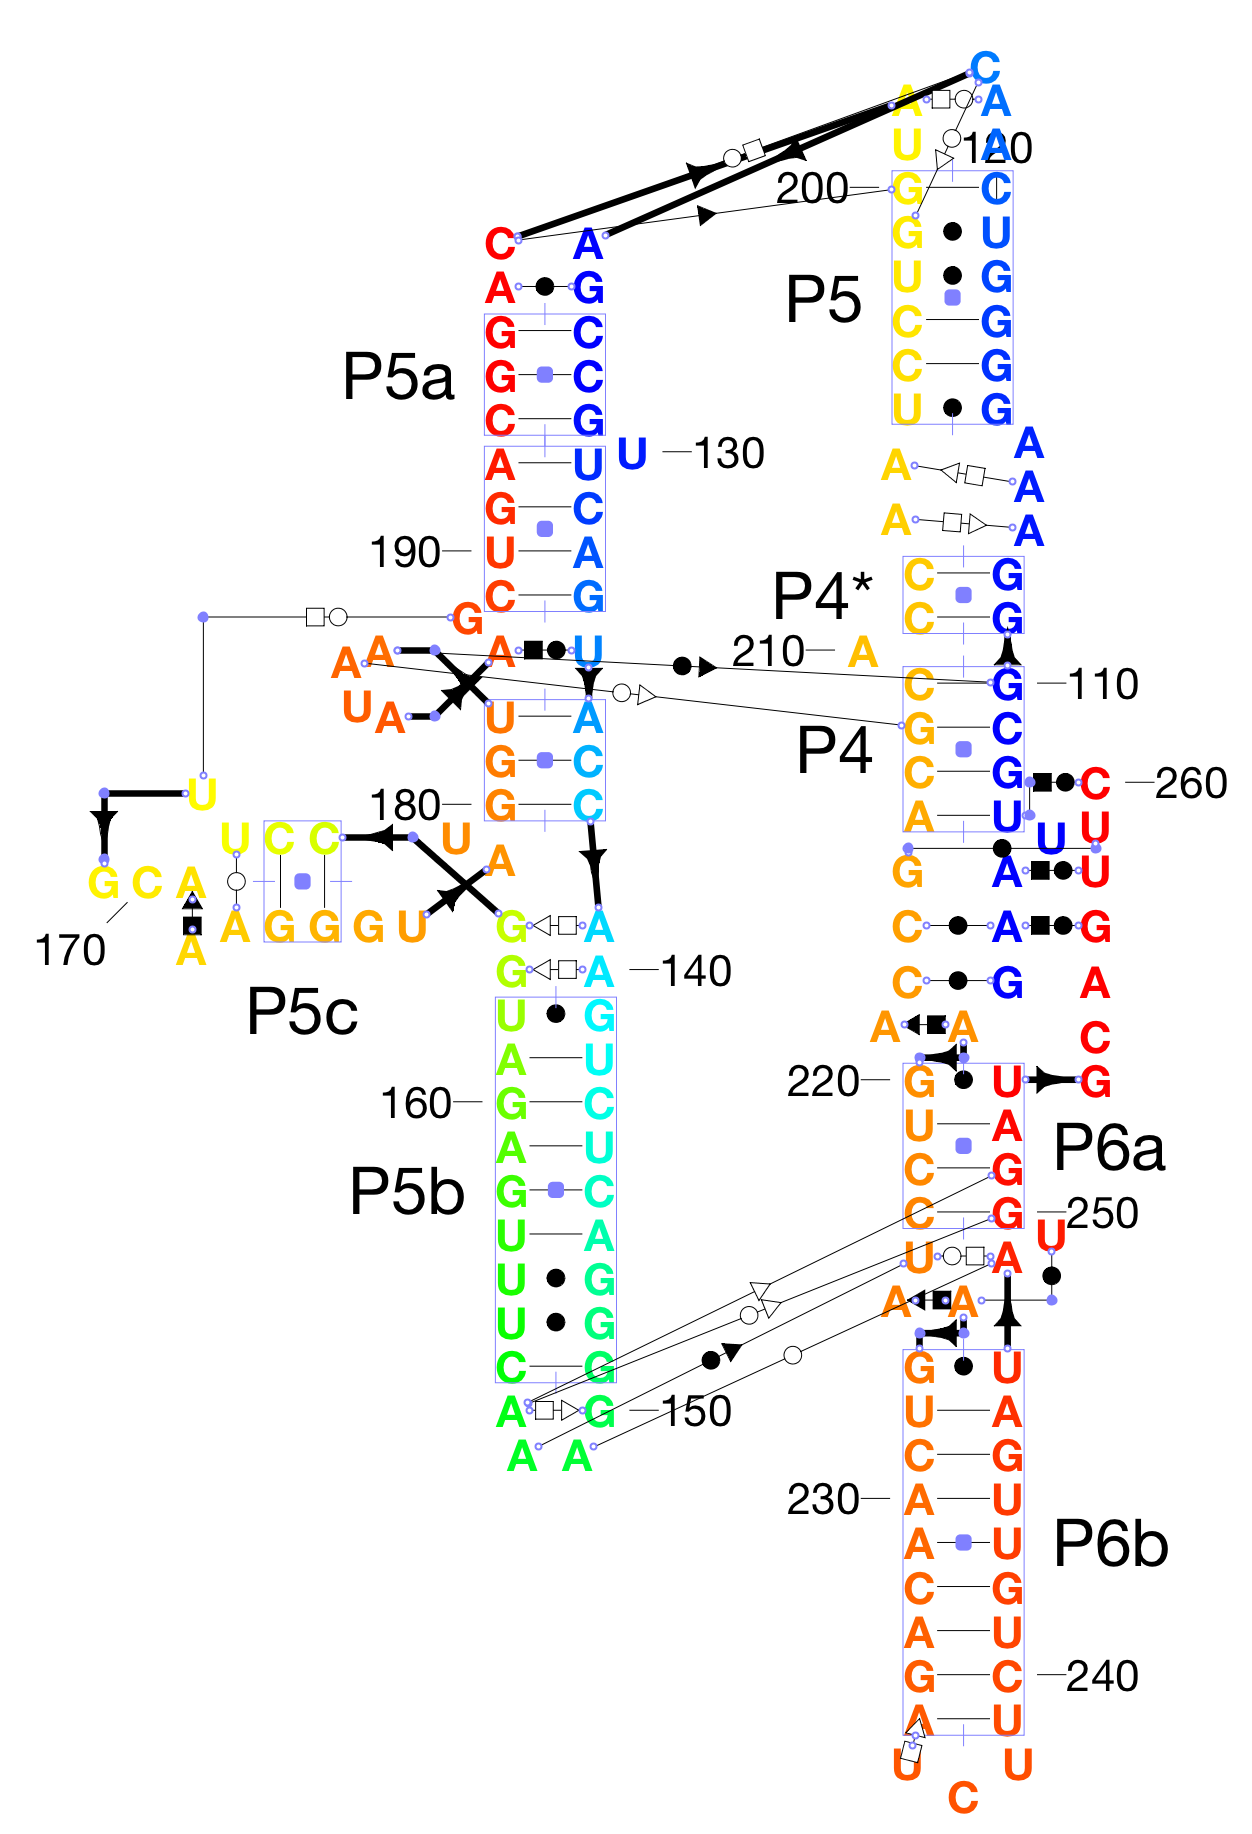 C
A A
U A 120
200 G C
C A G U
A G P5 U G
G C C G
P5a G C C G
C G U G
A U U 130 A
G C A A
A A
190 U A P4* C G
C G C G
G
A A A U 210 A
C G 110
U A U A P4 G C
G C C G C 260
U 180 G C A U U U
U C C U A G A U
G C A
A G G G U G A C A G
170 A G A 140 C G A
P5c U G A A C
A U 220 G U G
160 G C U A P6a
A U C G
P5b G C C G 250
U A U A U
U G A A
U G G U
C G U A
A G 150 C G
A A 230 A U
A U P6b
C G
A U
G C 240
A U
U U
C